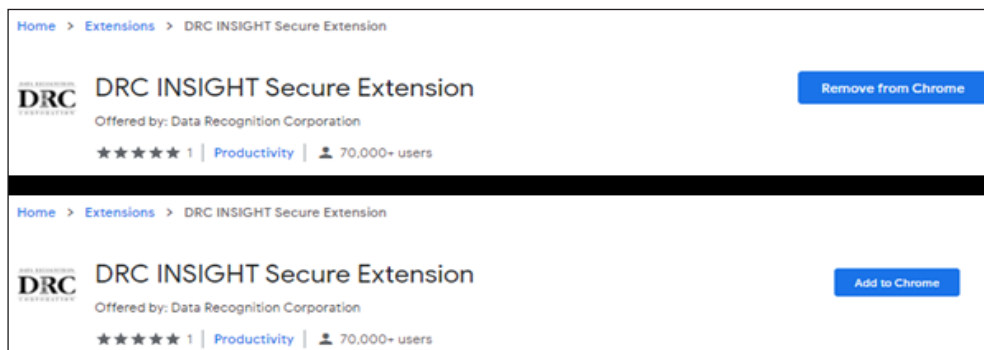 Home > Extensions > DRC INSIGHT Secure Extension
DRC INSIGHT Secure Extension
Remove from Chrome
DRC
Offered by: Data Recognition Corporation
★★★★★ 1 | Productivity | 70,000+ users
Home > Extensions > DRC INSIGHT Secure Extension
DRC INSIGHT Secure Extension
Add to Chrome
DRC
Offered by: Data Recognition Corporation
★★★★★ 1 | Productivity | 70,000+ users